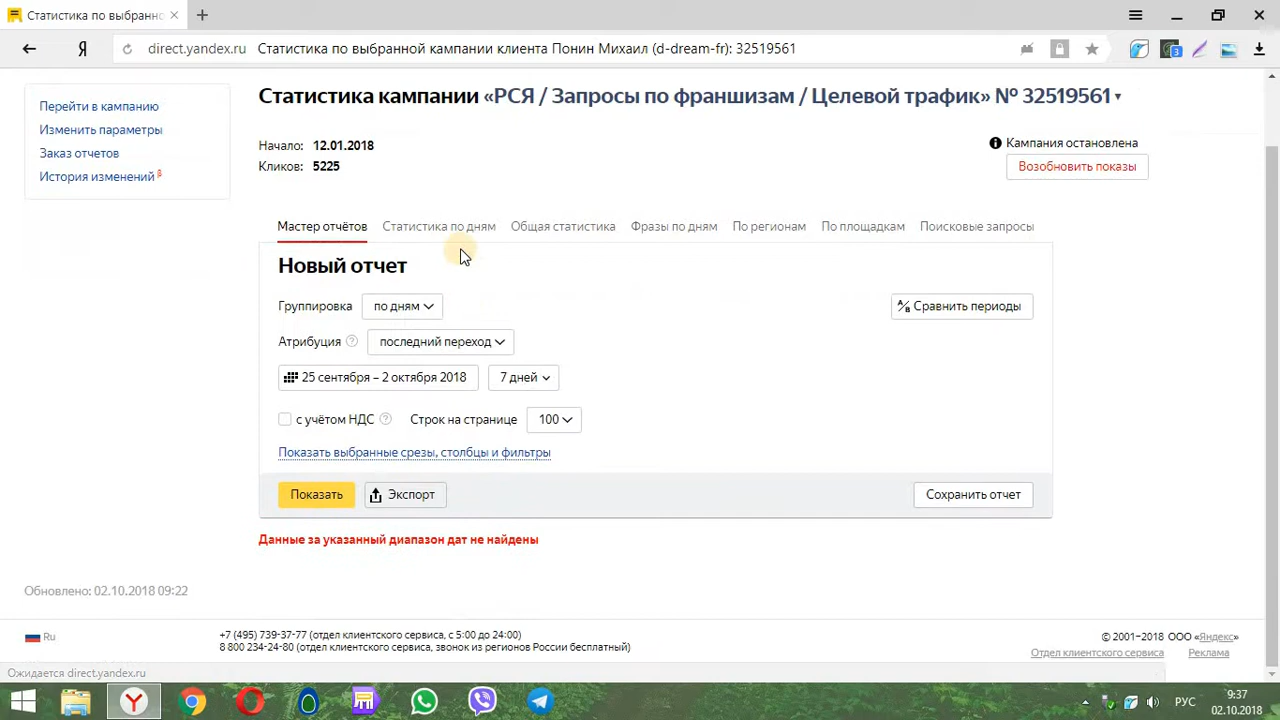 Статистика по выбранно
direct.yandex.ru Статистика по выбранной кампании клиента Понин Михаил (d-dream-fr): 32519561
3
Перейти в кампанию
Изменить параметры
Заказ отчетов
История изменений β
Статистика кампании «РСЯ / Запросы по франшизам / Целевой трафик» № 32519561
Начало: 12.01.2018
Кликов: 5225
Кампания остановлена
Возобновить показы
Мастер отчётов Статистика по дням Общая статистика Фразы по дням По регионам По площадкам Поисковые запросы
Новый отчет
Группировка по дням
A/B Сравнить периоды
Атрибуция ? последний переход
25 сентября – 2 октября 2018 7 дней
с учётом НДС ? Строк на странице 100
Показать выбранные срезы, столбцы и фильтры
Показать Экспорт Сохранить отчет
Данные за указанный диапазон дат не найдены
Обновлено: 02.10.2018 09:22
Ru
+7 (495) 739-37-77 (отдел клиентского сервиса, с 5:00 до 24:00)
8 800 234-24-80 (отдел клиентского сервиса, звонок из регионов России бесплатный)
© 2001–2018 ООО «Яндекс»
Отдел клиентского сервиса Реклама
Ожидается direct.yandex.ru
РУС
9:37
02.10.2018